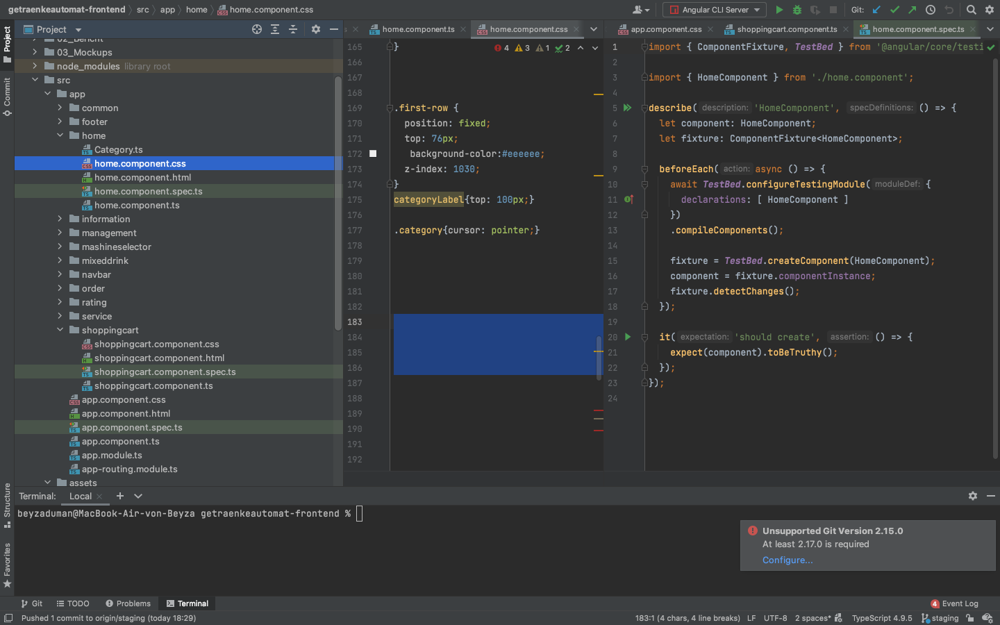 getraenkeautomat-frontend src app home home.component.css
Angular CLI Server Git:
Project
home.component.ts home.component.css
app.component.css shoppingcart.component.ts home.component.spec.ts
Project
Commit
Structure
Favorites
03_Mockups
node_modules library root
src
app
common
footer
home
Category.ts
home.component.css
home.component.html
home.component.spec.ts
home.component.ts
information
management
mashineselector
mixeddrink
navbar
order
rating
service
shoppingcart
shoppingcart.component.css
shoppingcart.component.html
shoppingcart.component.spec.ts
shoppingcart.component.ts
app.component.css
app.component.html
app.component.spec.ts
app.component.ts
app.module.ts
app-routing.module.ts
assets
4 3 1 2
165 }
166
167
168
169 .first-row {
170 position: fixed;
171 top: 76px;
172 background-color:#eeeeee;
173 z-index: 1030;
174 }
175 categoryLabel{top: 100px;}
176
177 .category{cursor: pointer;}
178
179
180
181
182
183
184
185
186
187
188
189
190
191
192
1 import { ComponentFixture, TestBed } from '@angular/core/testi
2
3 import { HomeComponent } from './home.component';
4
5 describe( description: 'HomeComponent', specDefinitions: () => {
6 let component: HomeComponent;
7 let fixture: ComponentFixture<HomeComponent>;
8
9 beforeEach( action: async () => {
10 await TestBed.configureTestingModule( moduleDef: {
11 declarations: [ HomeComponent ]
12 })
13 .compileComponents();
14
15 fixture = TestBed.createComponent(HomeComponent);
16 component = fixture.componentInstance;
17 fixture.detectChanges();
18 });
19
20 it( expectation: 'should create', assertion: () => {
21 expect(component).toBeTruthy();
22 });
23 });
24
Terminal: Local
beyzaduman@MacBook-Air-von-Beyza getraenkeautomat-frontend %
Unsupported Git Version 2.15.0
At least 2.17.0 is required
Configure...
Git TODO Problems Terminal 4 Event Log
Pushed 1 commit to origin/staging (today 18:29) 183:1 (4 chars, 4 line breaks) LF UTF-8 2 spaces* TypeScript 4.9.5 staging